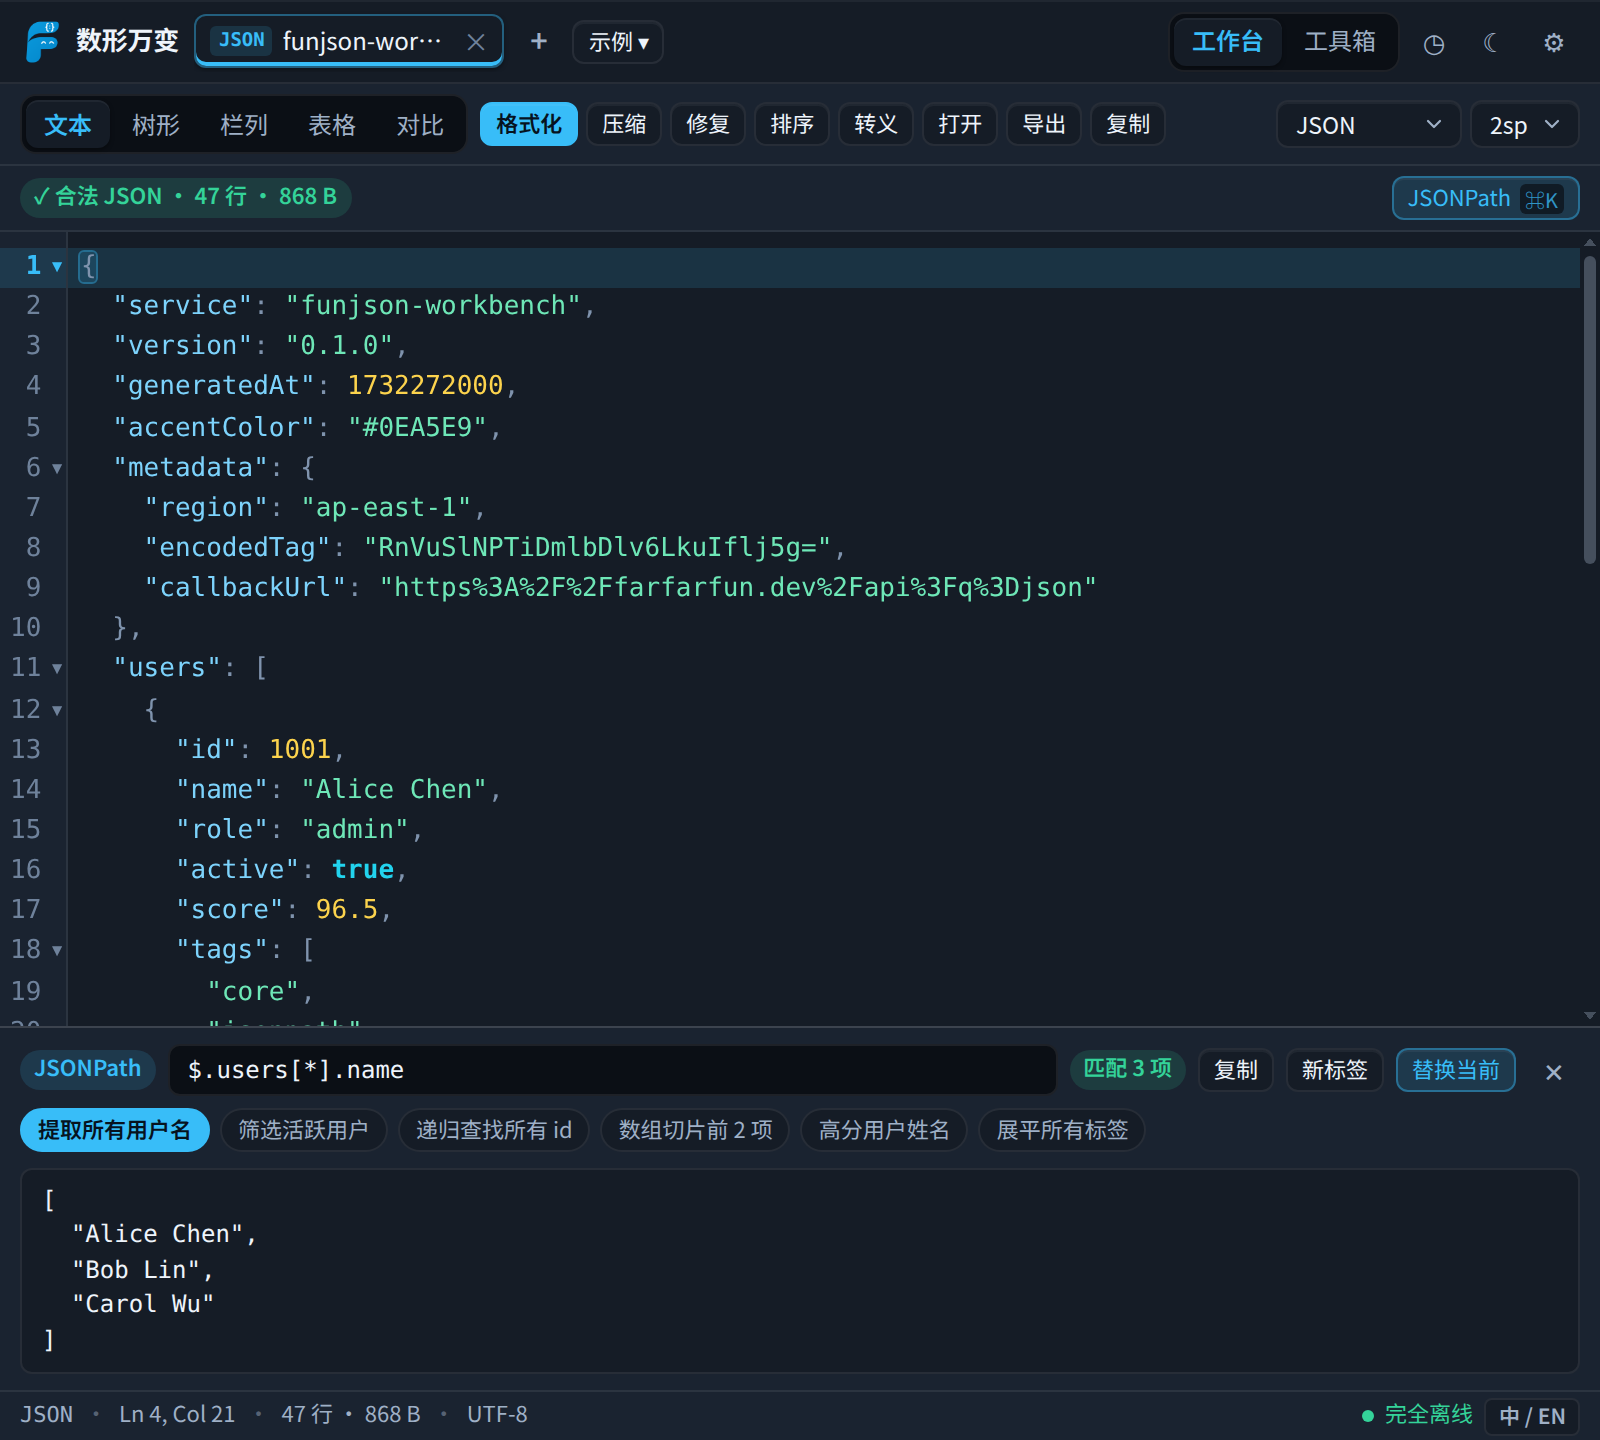 数形万变 JSON funjson-wor··· × + 示例 ▾ 工作台 工具箱
文本 树形 栏列 表格 对比 格式化 压缩 修复 排序 转义 打开 导出 复制 JSON 2sp
✓ 合法 JSON • 47 行 • 868 B JSONPath ⌘K
1 {
2 "service": "funjson-workbench",
3 "version": "0.1.0",
4 "generatedAt": 1732272000,
5 "accentColor": "#0EA5E9",
6 "metadata": {
7 "region": "ap-east-1",
8 "encodedTag": "RnVuSlNPTiDmlbDlv6LkuIflj5g=",
9 "callbackUrl": "https%3A%2F%2Ffarfarfun.dev%2Fapi%3Fq%3Djson"
10 },
11 "users": [
12 {
13 "id": 1001,
14 "name": "Alice Chen",
15 "role": "admin",
16 "active": true,
17 "score": 96.5,
18 "tags": [
19 "core",
JSONPath $.users[*].name 匹配 3 项 复制 新标签 替换当前 ×
提取所有用户名 筛选活跃用户 递归查找所有 id 数组切片前 2 项 高分用户姓名 展平所有标签
[
"Alice Chen",
"Bob Lin",
"Carol Wu"
]
JSON • Ln 4, Col 21 • 47 行 • 868 B • UTF-8 完全离线 中 / EN